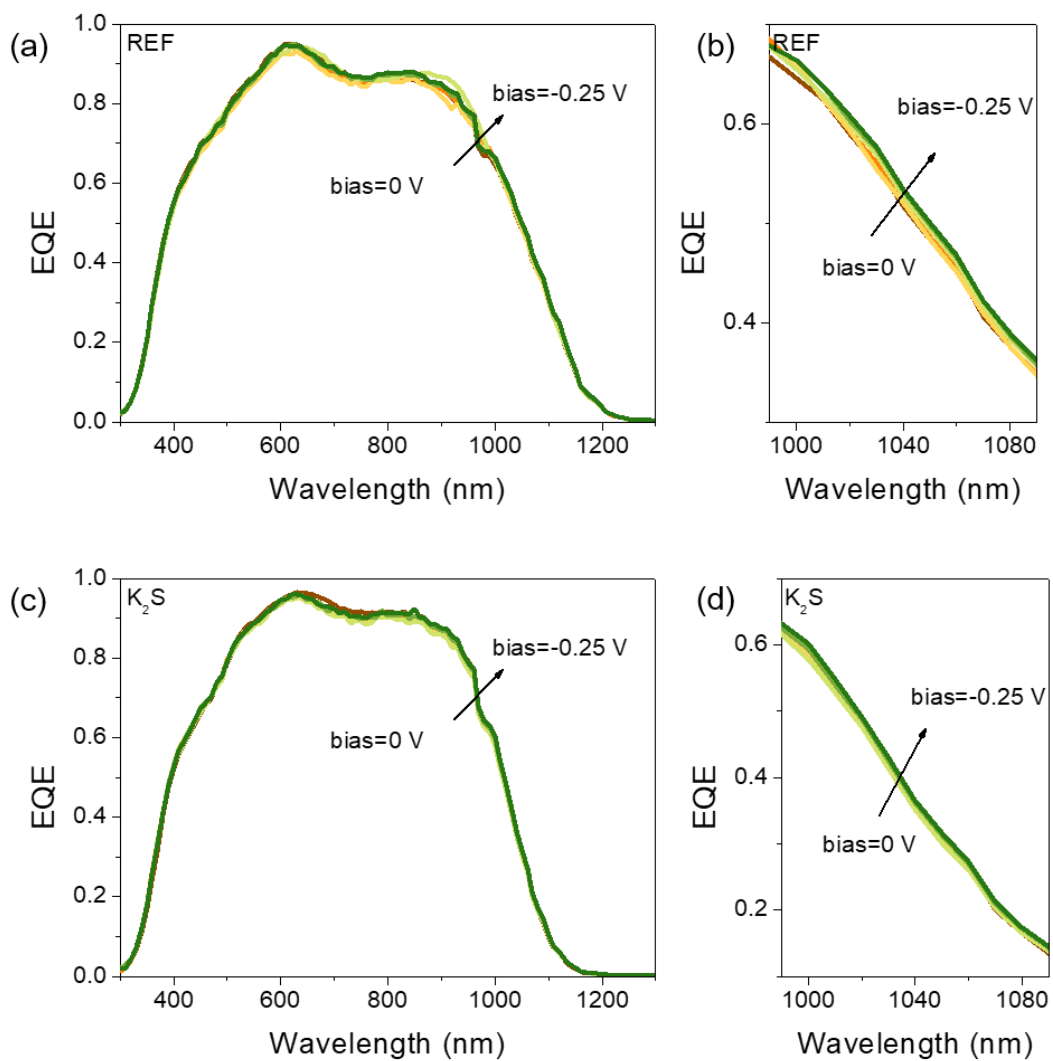 (a)
REF
1.0
0.8
0.6
0.4
0.2
0.0
EQE
bias=-0.25 V
bias=0 V
400 600 800 1000 1200
Wavelength (nm)
(b)
REF
0.6
0.4
EQE
bias=-0.25 V
bias=0 V
1000 1040 1080
Wavelength (nm)
(c)
K₂S
1.0
0.8
0.6
0.4
0.2
0.0
EQE
bias=-0.25 V
bias=0 V
400 600 800 1000 1200
Wavelength (nm)
(d)
K₂S
0.6
0.4
0.2
EQE
bias=-0.25 V
bias=0 V
1000 1040 1080
Wavelength (nm)